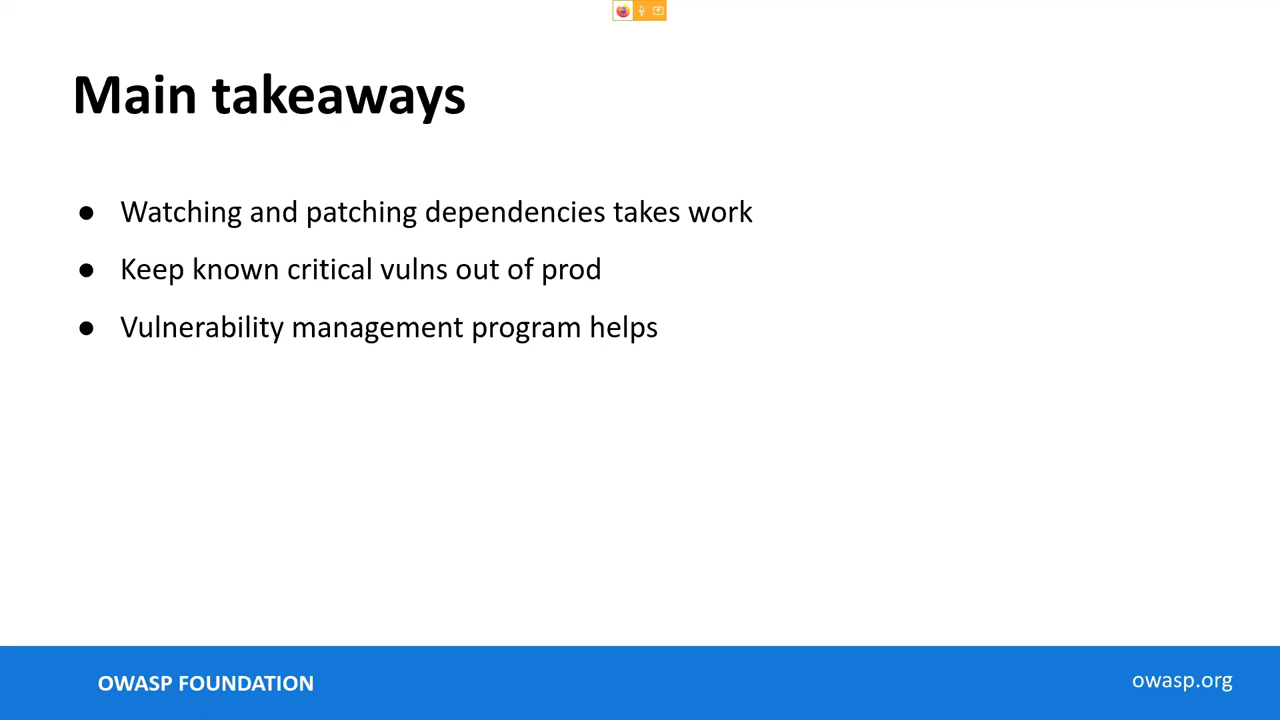 Main takeaways
● Watching and patching dependencies takes work
● Keep known critical vulns out of prod
● Vulnerability management program helps
OWASP FOUNDATION
owasp.org